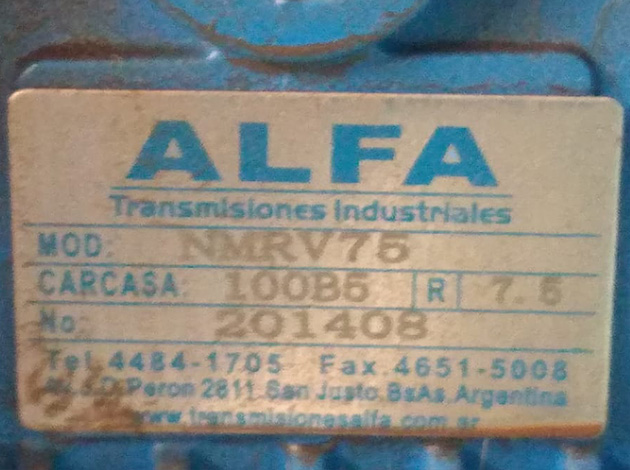 ALFA
Transmisiones Industriales
MOD: NMRV75
CARCASA: 100B5 R 7.5
No: 201408
Tel.4484-1705 Fax.4651-5008
Peron 2811.San Justo.BsAs.Argentina
www.transmisionesalfa.com.ar